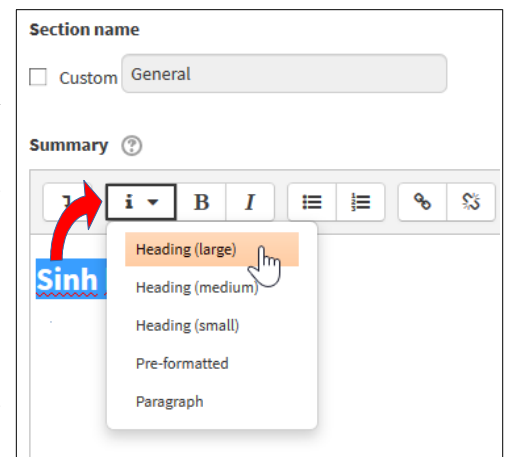 Section name
Custom General
Summary
i B I
Sinh
Heading (large)
Heading (medium)
Heading (small)
Pre-formatted
Paragraph